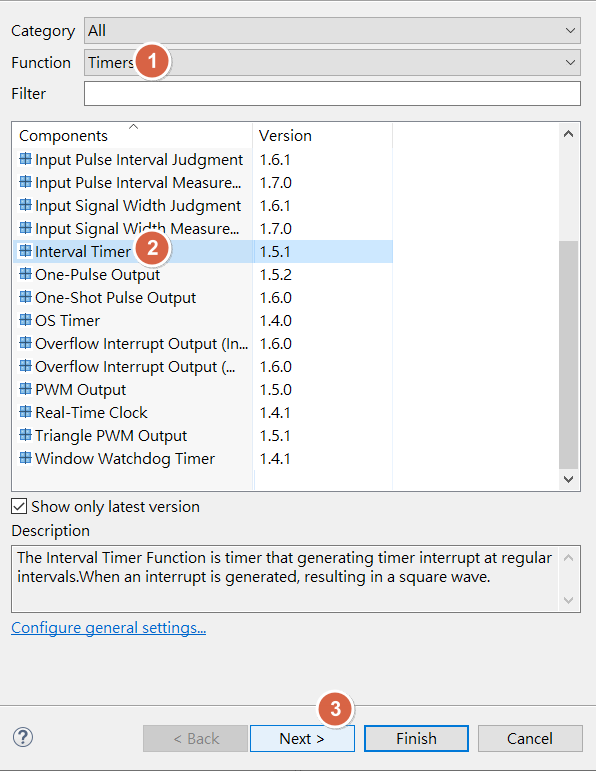 Category All
Function Timers 1
Filter
Components Version
Input Pulse Interval Judgment 1.6.1
Input Pulse Interval Measure... 1.7.0
Input Signal Width Judgment 1.6.1
Input Signal Width Measure... 1.7.0
Interval Timer 2 1.5.1
One-Pulse Output 1.5.2
One-Shot Pulse Output 1.6.0
OS Timer 1.4.0
Overflow Interrupt Output (In... 1.6.0
Overflow Interrupt Output (... 1.6.0
PWM Output 1.5.0
Real-Time Clock 1.4.1
Triangle PWM Output 1.5.1
Window Watchdog Timer 1.4.1
Show only latest version
Description
The Interval Timer Function is timer that generating timer interrupt at regular
intervals.When an interrupt is generated, resulting in a square wave.
Configure general settings...
3
? < Back Next > Finish Cancel